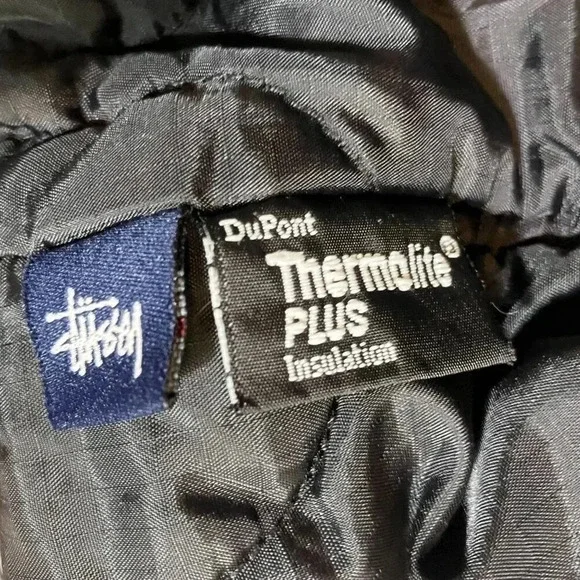 Stüssy
DuPont
Thermolite®
PLUS
Insulation